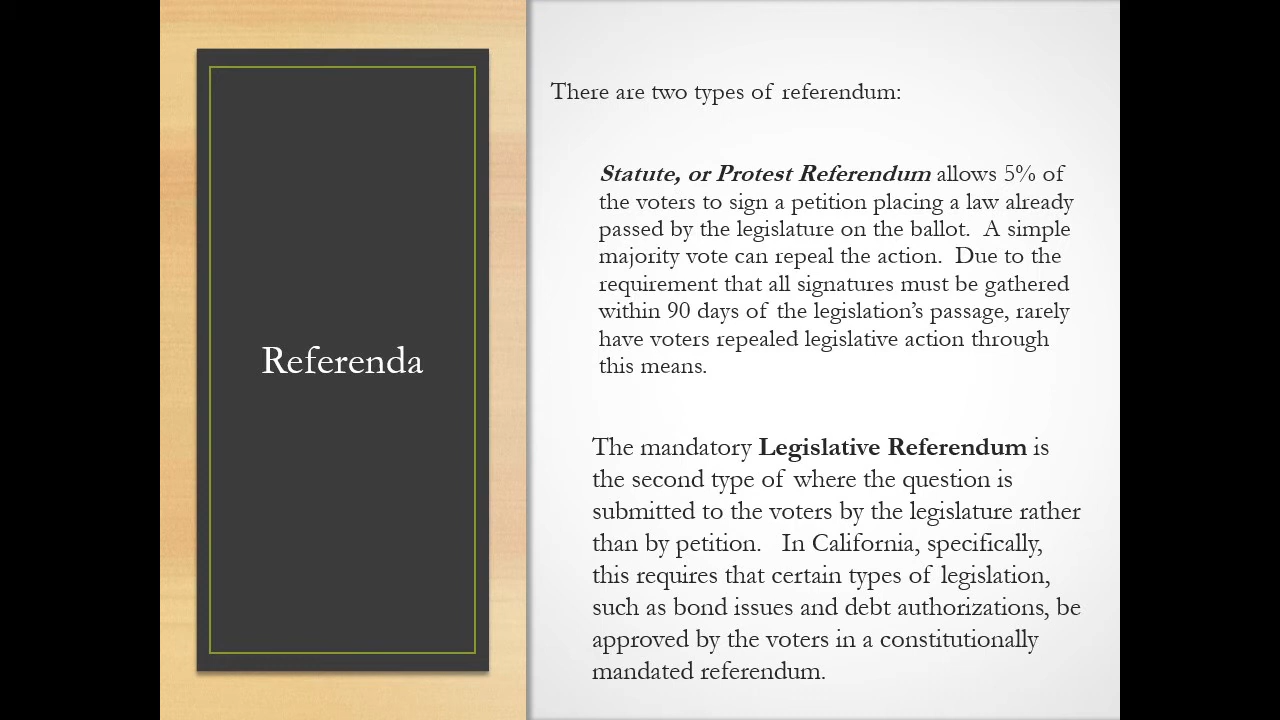 Referenda
There are two types of referendum:
Statute, or Protest Referendum allows 5% of
the voters to sign a petition placing a law already
passed by the legislature on the ballot. A simple
majority vote can repeal the action. Due to the
requirement that all signatures must be gathered
within 90 days of the legislation’s passage, rarely
have voters repealed legislative action through
this means.
The mandatory Legislative Referendum is
the second type of where the question is
submitted to the voters by the legislature rather
than by petition. In California, specifically,
this requires that certain types of legislation,
such as bond issues and debt authorizations, be
approved by the voters in a constitutionally
mandated referendum.